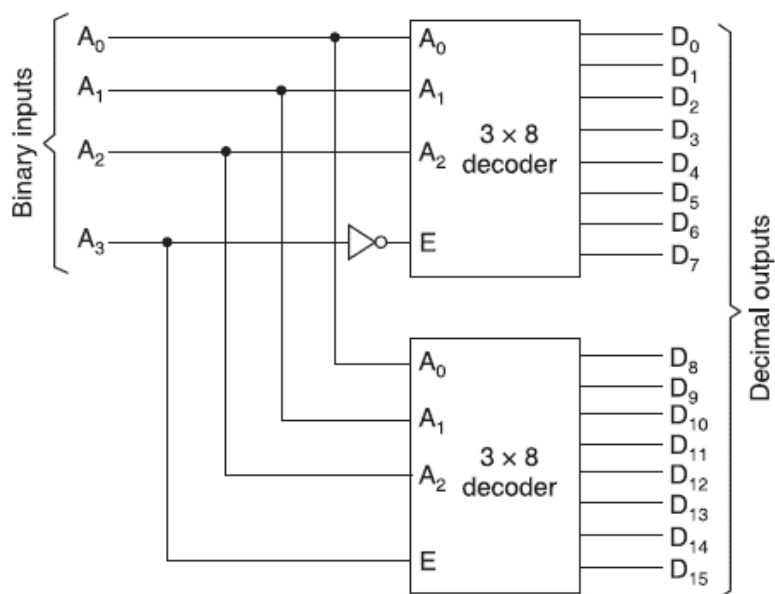 Binary inputs
A₀
A₁
A₂
A₃
A₀
A₁
A₂
E
3 × 8
decoder
D₀
D₁
D₂
D₃
D₄
D₅
D₆
D₇
A₀
A₁
A₂
E
3 × 8
decoder
D₈
D₉
D₁₀
D₁₁
D₁₂
D₁₃
D₁₄
D₁₅
Decimal outputs